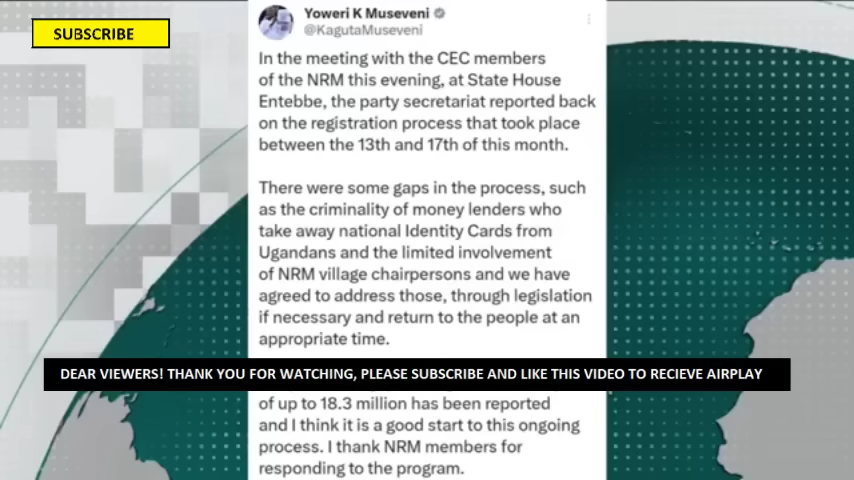 SUBSCRIBE
Yoweri K Museveni
@KagutaMuseveni
In the meeting with the CEC members
of the NRM this evening, at State House
Entebbe, the party secretariat reported back
on the registration process that took place
between the 13th and 17th of this month.
There were some gaps in the process, such
as the criminality of money lenders who
take away national Identity Cards from
Ugandans and the limited involvement
of NRM village chairpersons and we have
agreed to address those, through legislation
if necessary and return to the people at an
appropriate time.
DEAR VIEWERS! THANK YOU FOR WATCHING, PLEASE SUBSCRIBE AND LIKE THIS VIDEO TO RECIEVE AIRPLAY
of up to 18.3 million has been reported
and I think it is a good start to this ongoing
process. I thank NRM members for
responding to the program.